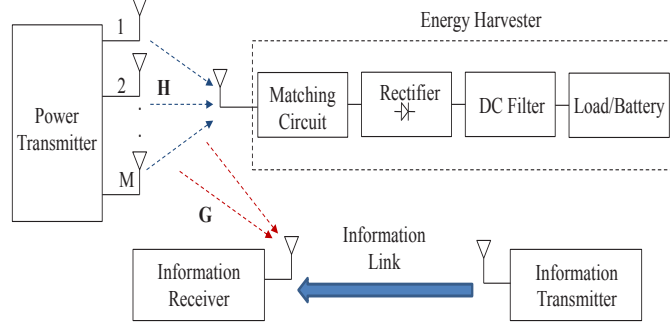 Energy Harvester
1
2
.
.
M
H
Power
Transmitter
Matching
Circuit
Rectifier
DC Filter
Load/Battery
G
Information
Link
Information
Receiver
Information
Transmitter